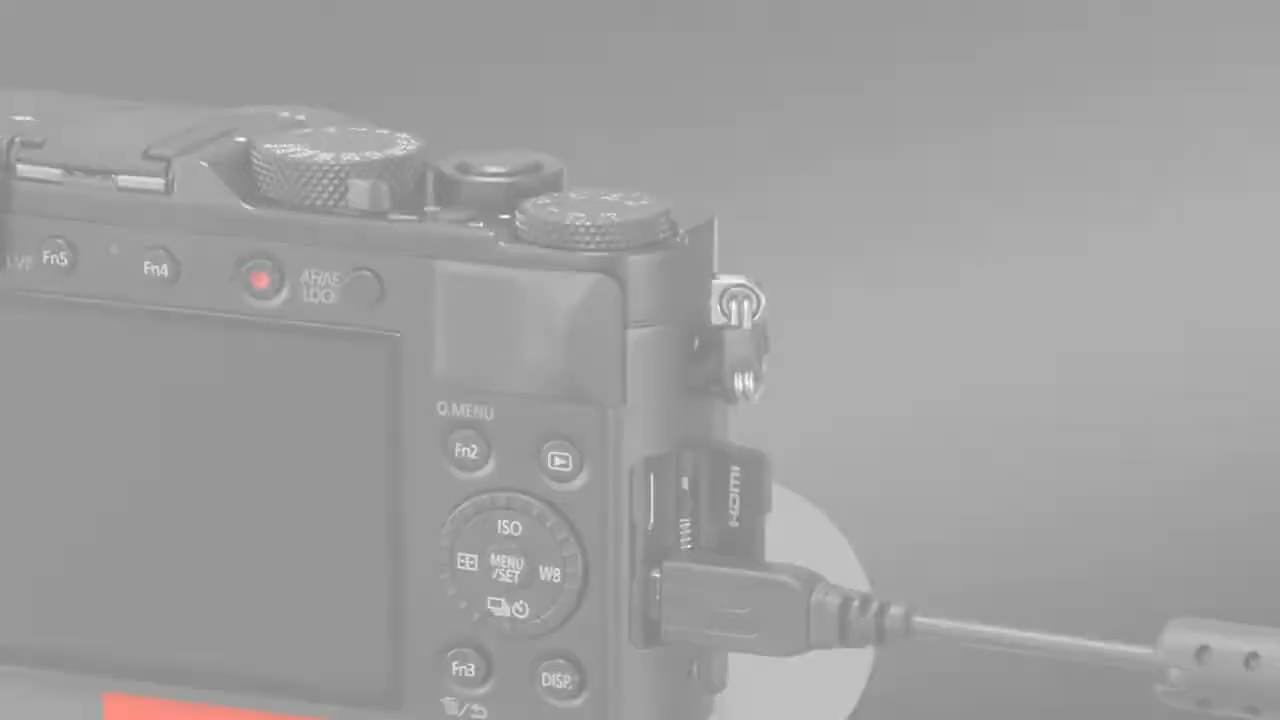 Fn5
Fn4
AF/AE
LOCK
Q.MENU
Fn2
ISO
MENU
/SET
WB
Fn3
DISP.
HDMI